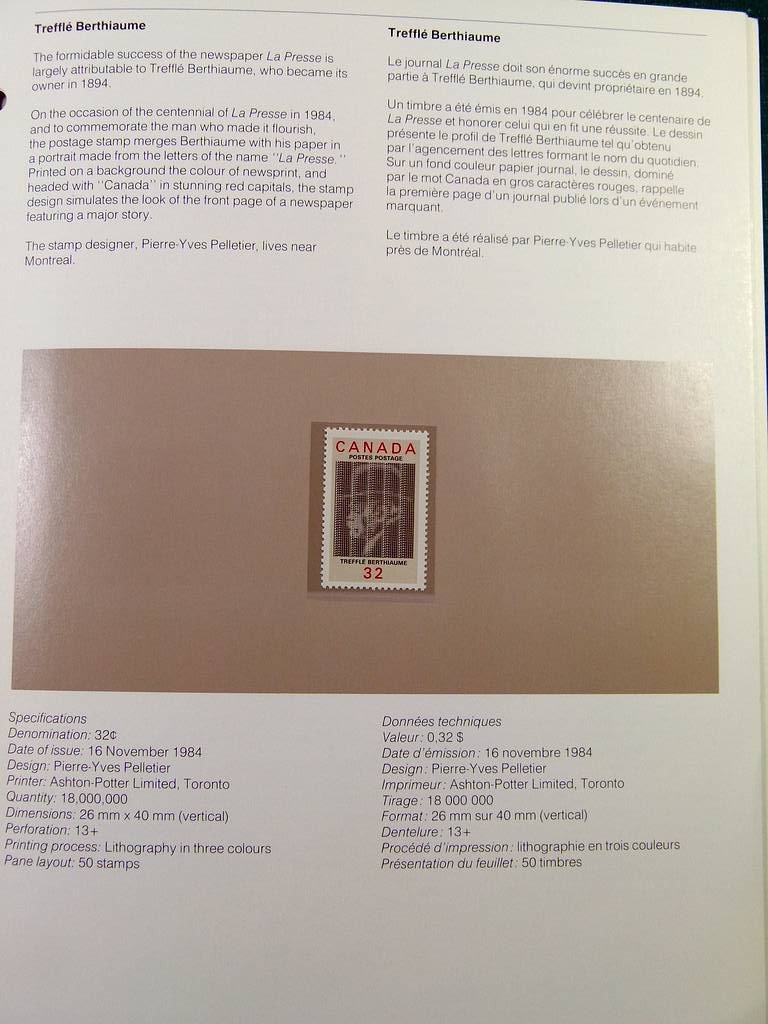 Trefflé Berthiaume
The formidable success of the newspaper La Presse is
largely attributable to Trefflé Berthiaume, who became its
owner in 1894.
On the occasion of the centennial of La Presse in 1984,
and to commemorate the man who made it flourish,
the postage stamp merges Berthiaume with his paper in
a portrait made from the letters of the name "La Presse."
Printed on a background the colour of newsprint, and
headed with "Canada" in stunning red capitals, the stamp
design simulates the look of the front page of a newspaper
featuring a major story.
The stamp designer, Pierre-Yves Pelletier, lives near
Montreal.
Trefflé Berthiaume
Le journal La Presse doit son énorme succès en grande
partie à Trefflé Berthiaume, qui devint propriétaire en 1894.
Un timbre a été émis en 1984 pour célébrer le centenaire de
La Presse et honorer celui qui en fit une réussite. Le dessin
présente le profil de Trefflé Berthiaume tel qu'obtenu
par l'agencement des lettres formant le nom du quotidien.
Sur un fond couleur papier journal, le dessin, dominé
par le mot Canada en gros caractères rouges, rappelle
la première page d'un journal publié lors d'un événement
marquant.
Le timbre a été réalisé par Pierre-Yves Pelletier qui habite
près de Montréal.
CANADA
POSTES POSTAGE
TREFFLÉ BERTHIAUME
32
Specifications
Denomination: 32¢
Date of issue: 16 November 1984
Design: Pierre-Yves Pelletier
Printer: Ashton-Potter Limited, Toronto
Quantity: 18,000,000
Dimensions: 26 mm x 40 mm (vertical)
Perforation: 13+
Printing process: Lithography in three colours
Pane layout: 50 stamps
Données techniques
Valeur: 0,32 $
Date d'émission: 16 novembre 1984
Design: Pierre-Yves Pelletier
Imprimeur: Ashton-Potter Limited, Toronto
Tirage: 18 000 000
Format: 26 mm sur 40 mm (vertical)
Dentelure: 13+
Procédé d'impression: lithographie en trois couleurs
Présentation du feuillet: 50 timbres